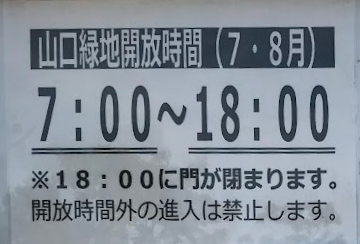 山口緑地開放時間（7・8月）
7：00～18：00
※18：00に門が閉まります。
開放時間外の進入は禁止します。